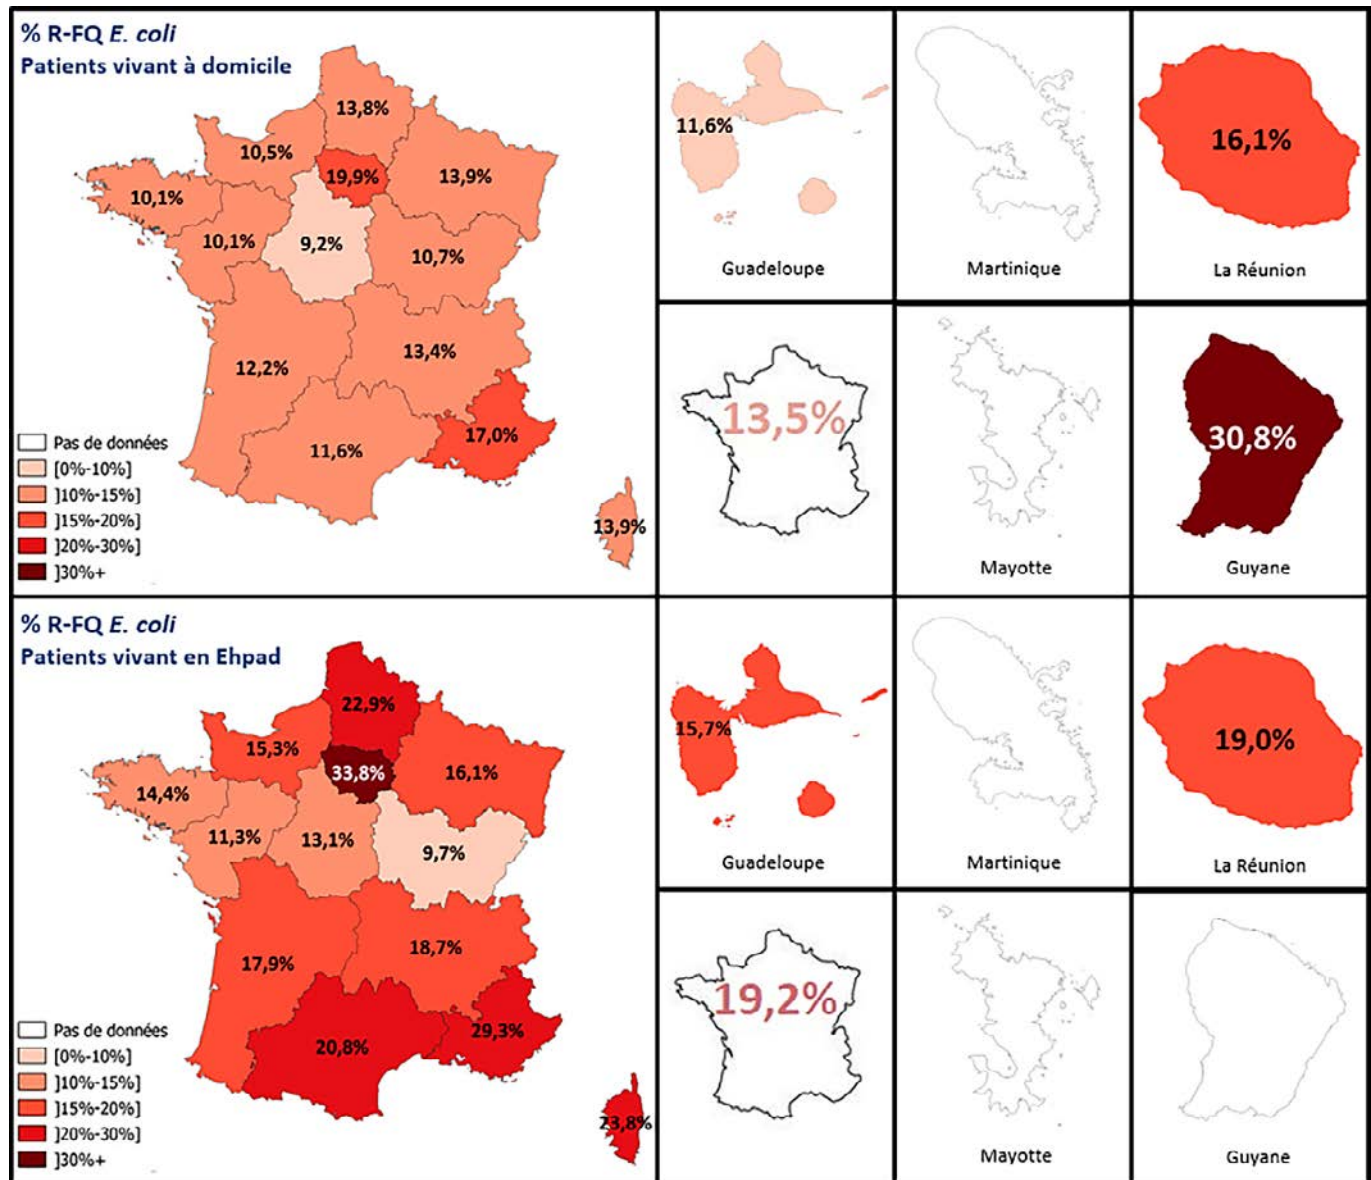 % R-FQ E. coli
Patients vivant à domicile
13,8%
10,5%
19,9%
13,9%
10,1%
10,1%
9,2%
10,7%
12,2%
13,4%
11,6%
17,0%
13,9%
Pas de données
[0%-10%]
]10%-15%]
]15%-20%]
]20%-30%]
]30%+
11,6%
Guadeloupe
Martinique
16,1%
La Réunion
13,5%
Mayotte
30,8%
Guyane
% R-FQ E. coli
Patients vivant en Ehpad
22,9%
15,3%
33,8%
16,1%
14,4%
11,3%
13,1%
9,7%
17,9%
18,7%
20,8%
29,3%
23,8%
Pas de données
[0%-10%]
]10%-15%]
]15%-20%]
]20%-30%]
]30%+
15,7%
Guadeloupe
Martinique
19,0%
La Réunion
19,2%
Mayotte
Guyane